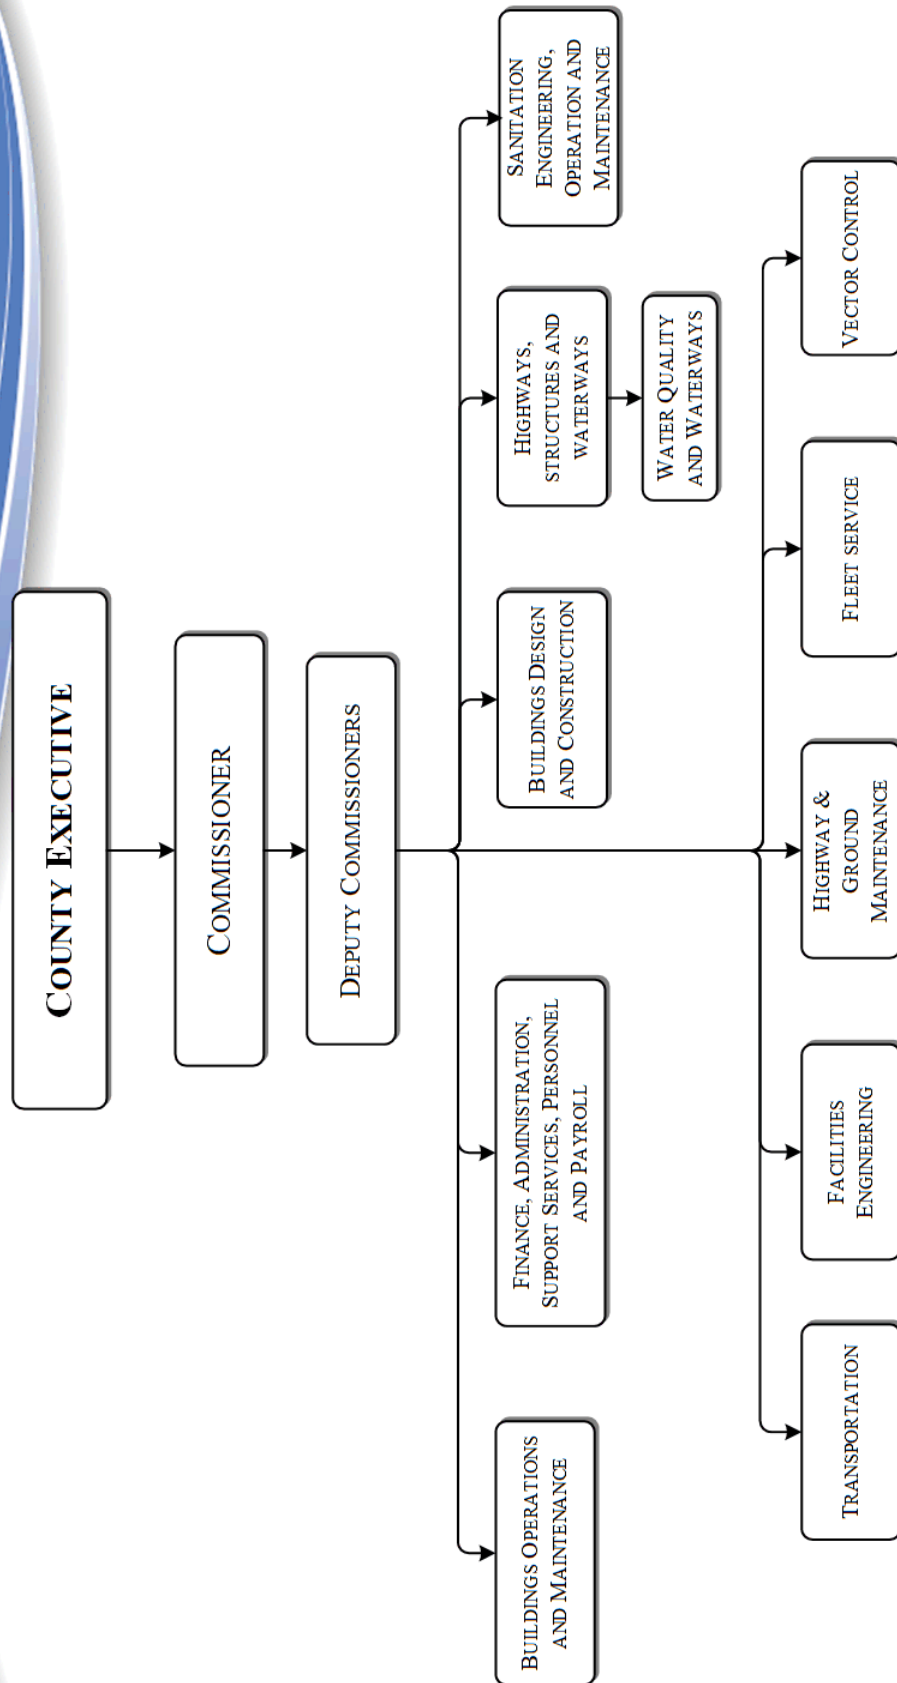 COUNTY EXECUTIVE
COMMISSIONER
DEPUTY COMMISSIONERS
BUILDINGS OPERATIONS
AND MAINTENANCE
FINANCE, ADMINISTRATION,
SUPPORT SERVICES, PERSONNEL
AND PAYROLL
BUILDINGS DESIGN
AND CONSTRUCTION
HIGHWAYS,
STRUCTURES AND
WATERWAYS
SANITATION
ENGINEERING,
OPERATION AND
MAINTENANCE
WATER QUALITY
AND WATERWAYS
TRANSPORTATION
FACILITIES
ENGINEERING
HIGHWAY &
GROUND
MAINTENANCE
FLEET SERVICE
VECTOR CONTROL